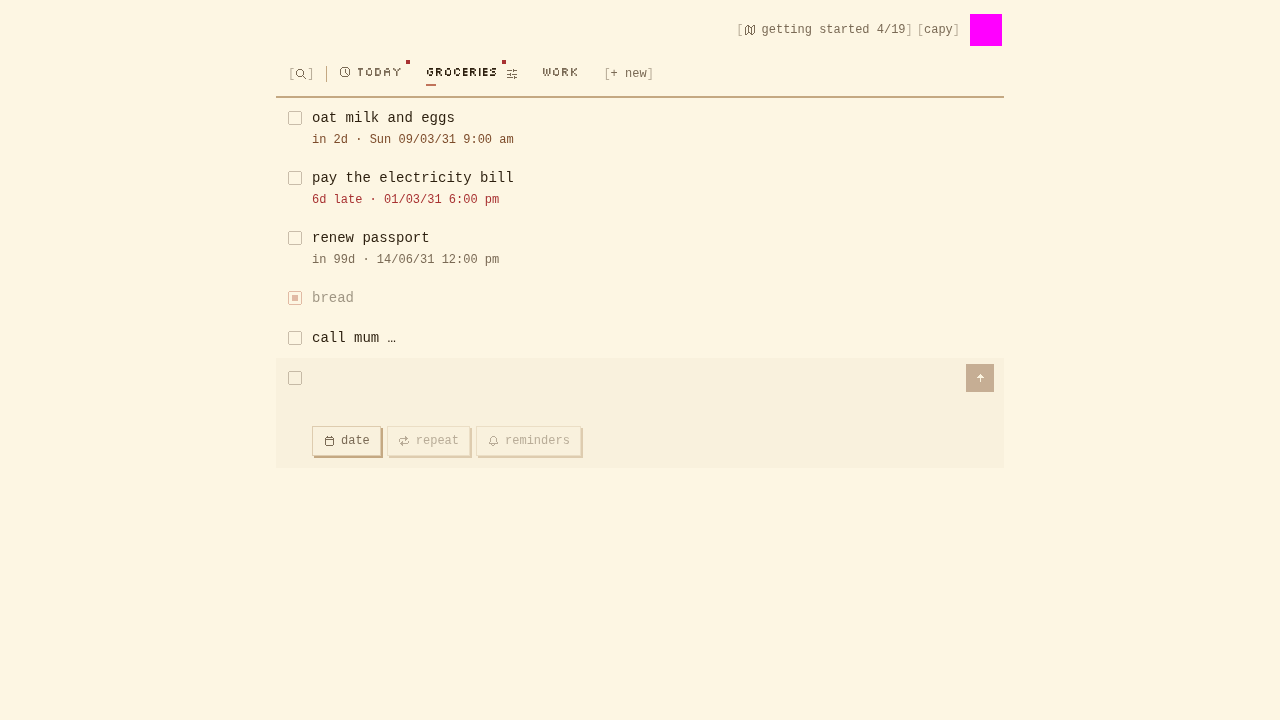 [getting started 4/19] [copy]
[ ] TODAY GROCERIES WORK [+ new]
oat milk and eggs
in 2d · Sun 09/03/31 9:00 am
pay the electricity bill
6d late · 01/03/31 6:00 pm
renew passport
in 99d · 14/06/31 12:00 pm
bread
call mum …
date repeat reminders